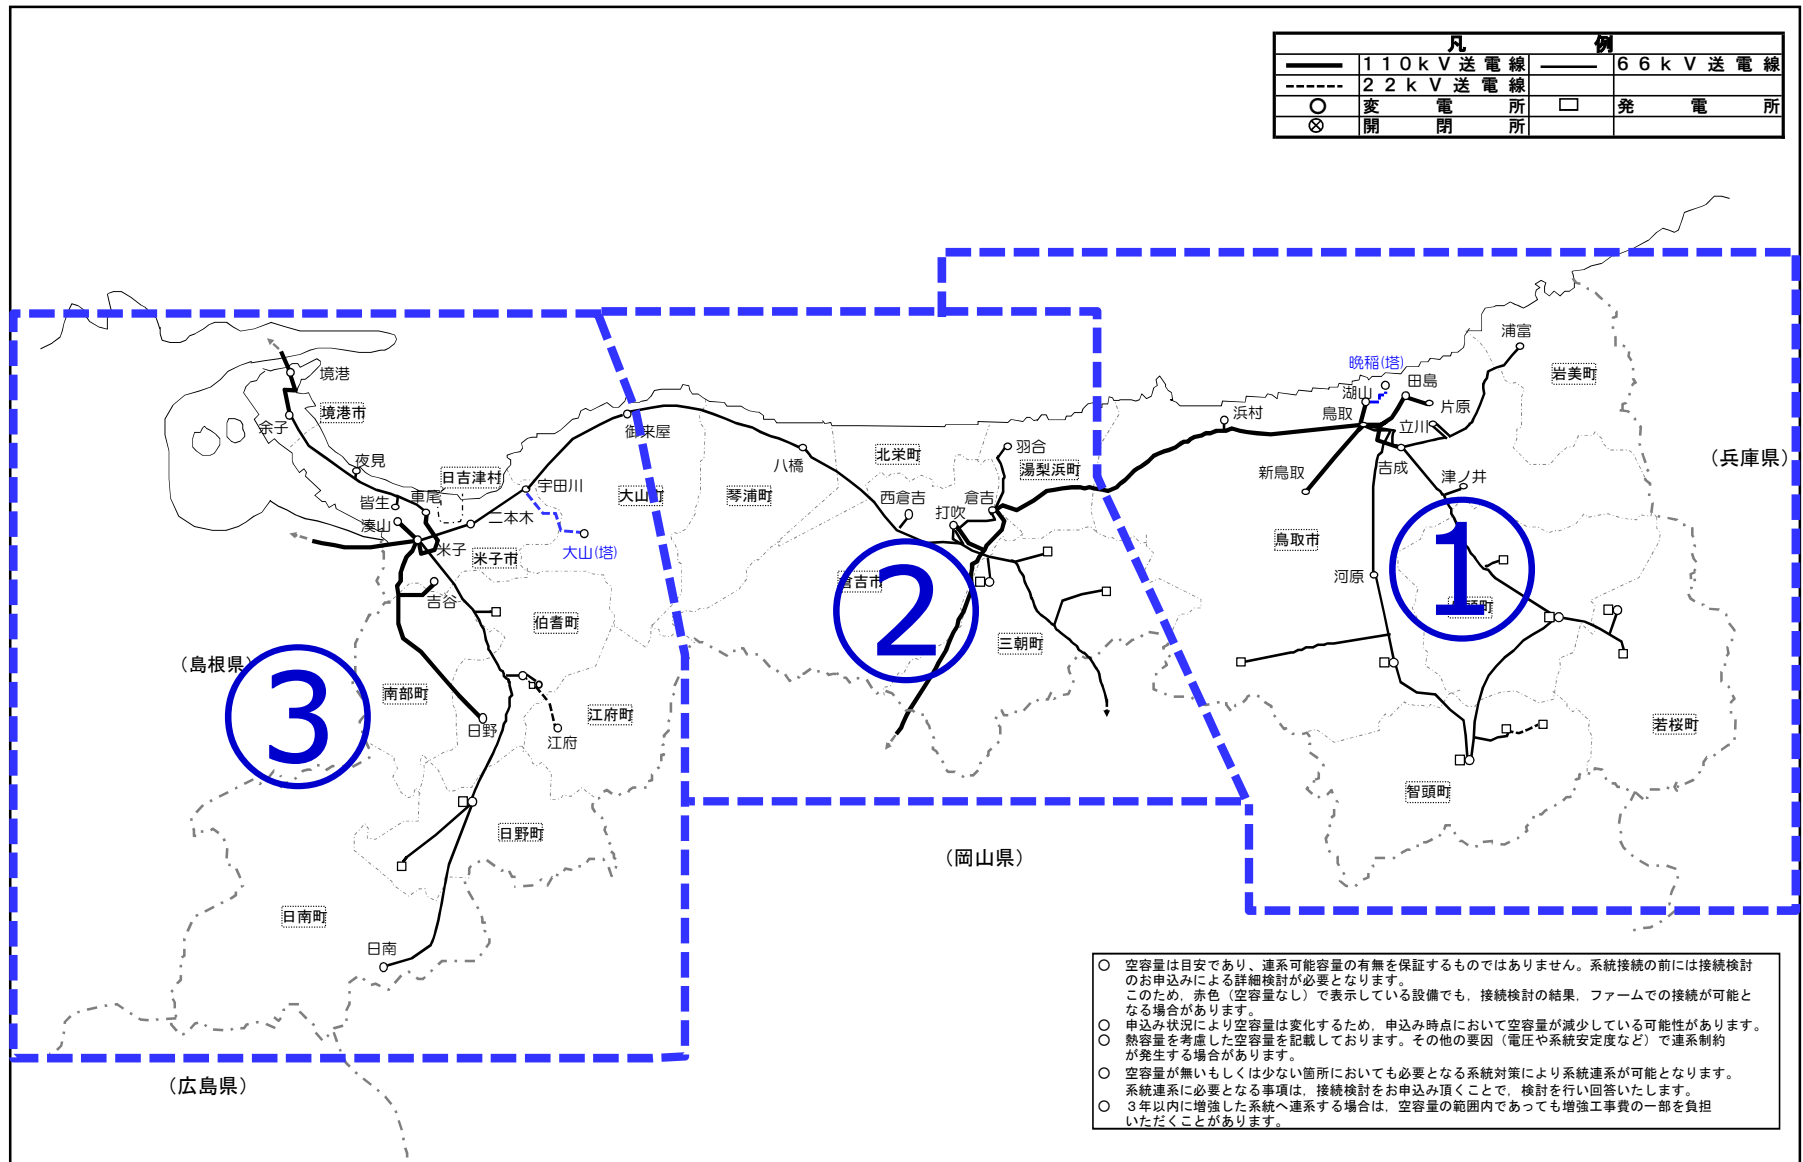 凡 例
110kV送電線 66kV送電線
22kV送電線
変電所 発電所
開閉所
浦富
岩美町
晩稲(塔)
田島
湖山
片原
境港
境港市
鳥取
浜村
立川
余子
御来屋
羽合
北栄町
八橋
湯梨浜町
吉成
(兵庫県)
夜見
日吉津村
新鳥取
津ノ井
宇田川
大山町
琴浦町
西倉吉
倉吉
皆生
車尾
打吹
湊山
二本木
米子
大山(塔)
米子市
鳥取市
①
河原
倉吉市
②
吉谷
八頭町
伯耆町
三朝町
(島根県)
南部町
③
江府町
日野
江府
若桜町
智頭町
日野町
(岡山県)
日南町
日南
(広島県)
○ 空容量は目安であり、連系可能容量の有無を保証するものではありません。系統接続の前には接続検討
のお申込みによる詳細検討が必要となります。
このため，赤色（空容量なし）で表示している設備でも，接続検討の結果，ファームでの接続が可能と
なる場合があります。
○ 申込み状況により空容量は変化するため，申込み時点において空容量が減少している可能性があります。
○ 熱容量を考慮した空容量を記載しております。その他の要因（電圧や系統安定度など）で連系制約
が発生する場合があります。
○ 空容量が無いもしくは少ない箇所においても必要となる系統対策により系統連系が可能となります。
系統連系に必要となる事項は，接続検討をお申込み頂くことで，検討を行い回答いたします。
○ ３年以内に増強した系統へ連系する場合は，空容量の範囲内であっても増強工事費の一部を負担
いただくことがあります。